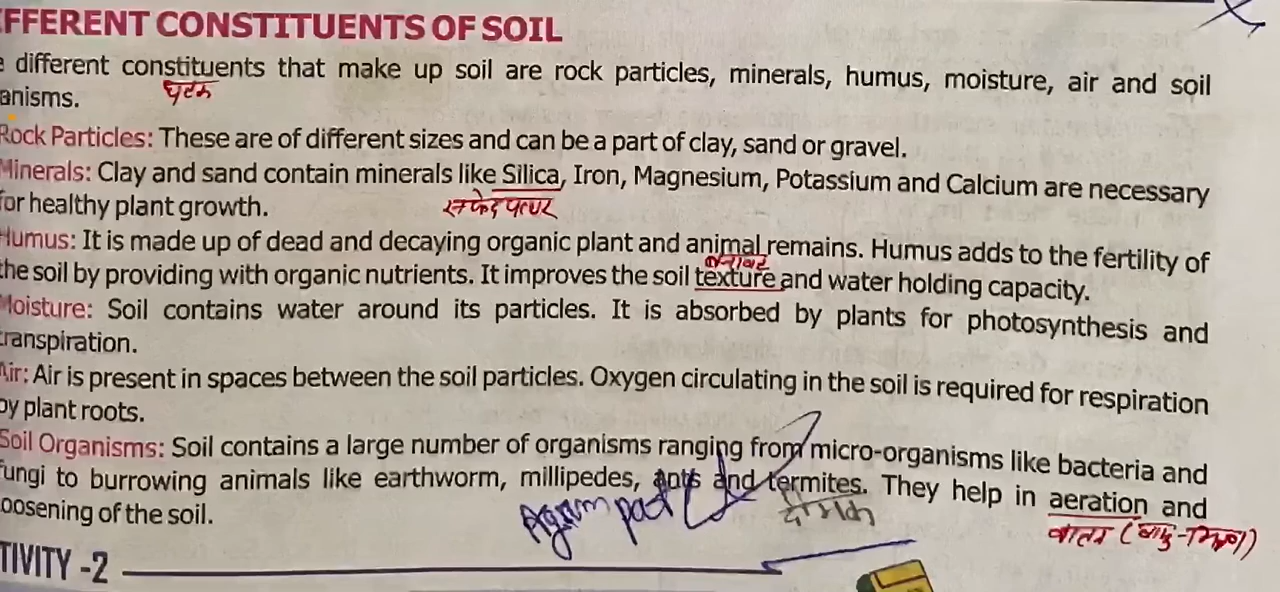 FFERENT CONSTITUENTS OF SOIL
e different constituents that make up soil are rock particles, minerals, humus, moisture, air and soil
घटक
anisms.
Rock Particles: These are of different sizes and can be a part of clay, sand or gravel.
Minerals: Clay and sand contain minerals like Silica, Iron, Magnesium, Potassium and Calcium are necessary
for healthy plant growth.
सफेद पत्थर
Humus: It is made up of dead and decaying organic plant and animal remains. Humus adds to the fertility of
बनावट
the soil by providing with organic nutrients. It improves the soil texture and water holding capacity.
Moisture: Soil contains water around its particles. It is absorbed by plants for photosynthesis and
transpiration.
Air: Air is present in spaces between the soil particles. Oxygen circulating in the soil is required for respiration
by plant roots.
Soil Organisms: Soil contains a large number of organisms ranging from micro-organisms like bacteria and
fungi to burrowing animals like earthworm, millipedes, ants and termites. They help in aeration and
दीमक
loosening of the soil.
TIVITY -2